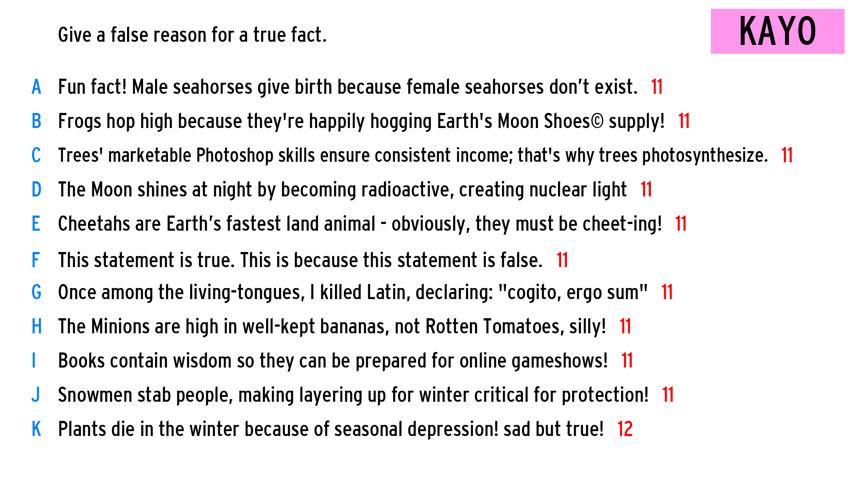 Give a false reason for a true fact.
KAYO
A Fun fact! Male seahorses give birth because female seahorses don't exist. 11
B Frogs hop high because they're happily hogging Earth's Moon Shoes© supply! 11
C Trees' marketable Photoshop skills ensure consistent income; that's why trees photosynthesize. 11
D The Moon shines at night by becoming radioactive, creating nuclear light 11
E Cheetahs are Earth's fastest land animal - obviously, they must be cheet-ing! 11
F This statement is true. This is because this statement is false. 11
G Once among the living-tongues, I killed Latin, declaring: "cogito, ergo sum" 11
H The Minions are high in well-kept bananas, not Rotten Tomatoes, silly! 11
I Books contain wisdom so they can be prepared for online gameshows! 11
J Snowmen stab people, making layering up for winter critical for protection! 11
K Plants die in the winter because of seasonal depression! sad but true! 12